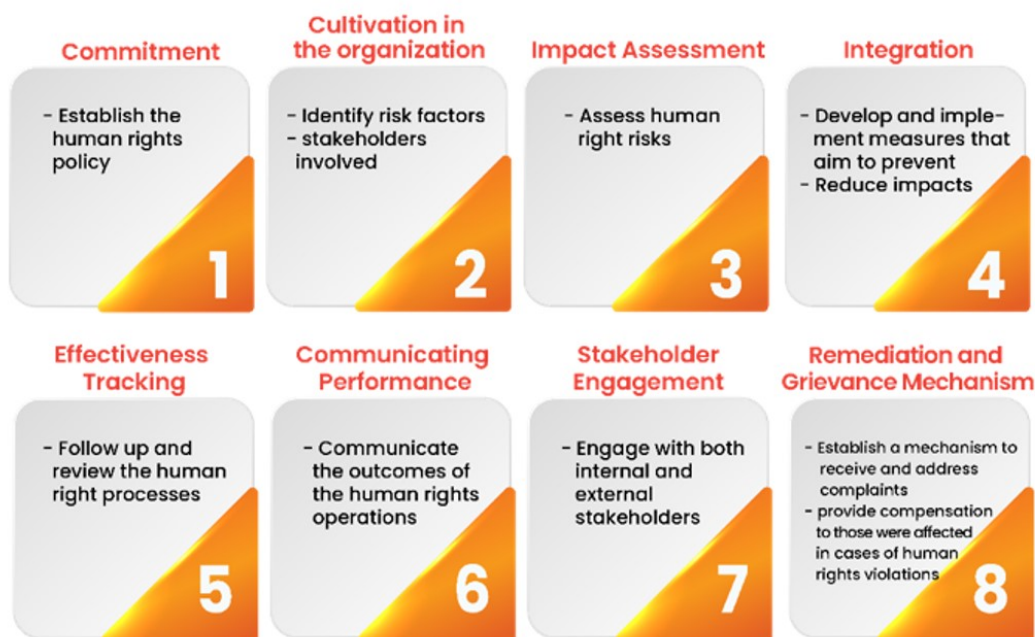 Commitment
- Establish the
human rights
policy
1
Cultivation in
the organization
- Identify risk factors
- stakeholders
involved
2
Impact Assessment
- Assess human
right risks
3
Integration
- Develop and imple-
ment measures that
aim to prevent
- Reduce impacts
4
Effectiveness
Tracking
- Follow up and
review the human
right processes
5
Communicating
Performance
- Communicate
the outcomes of
the human rights
operations
6
Stakeholder
Engagement
- Engage with both
internal and
external
stakeholders
7
Remediation and
Grievance Mechanism
- Establish a mechanism to
receive and address
complaints
- provide compensation
to those were affected
in cases of human
rights violations
8